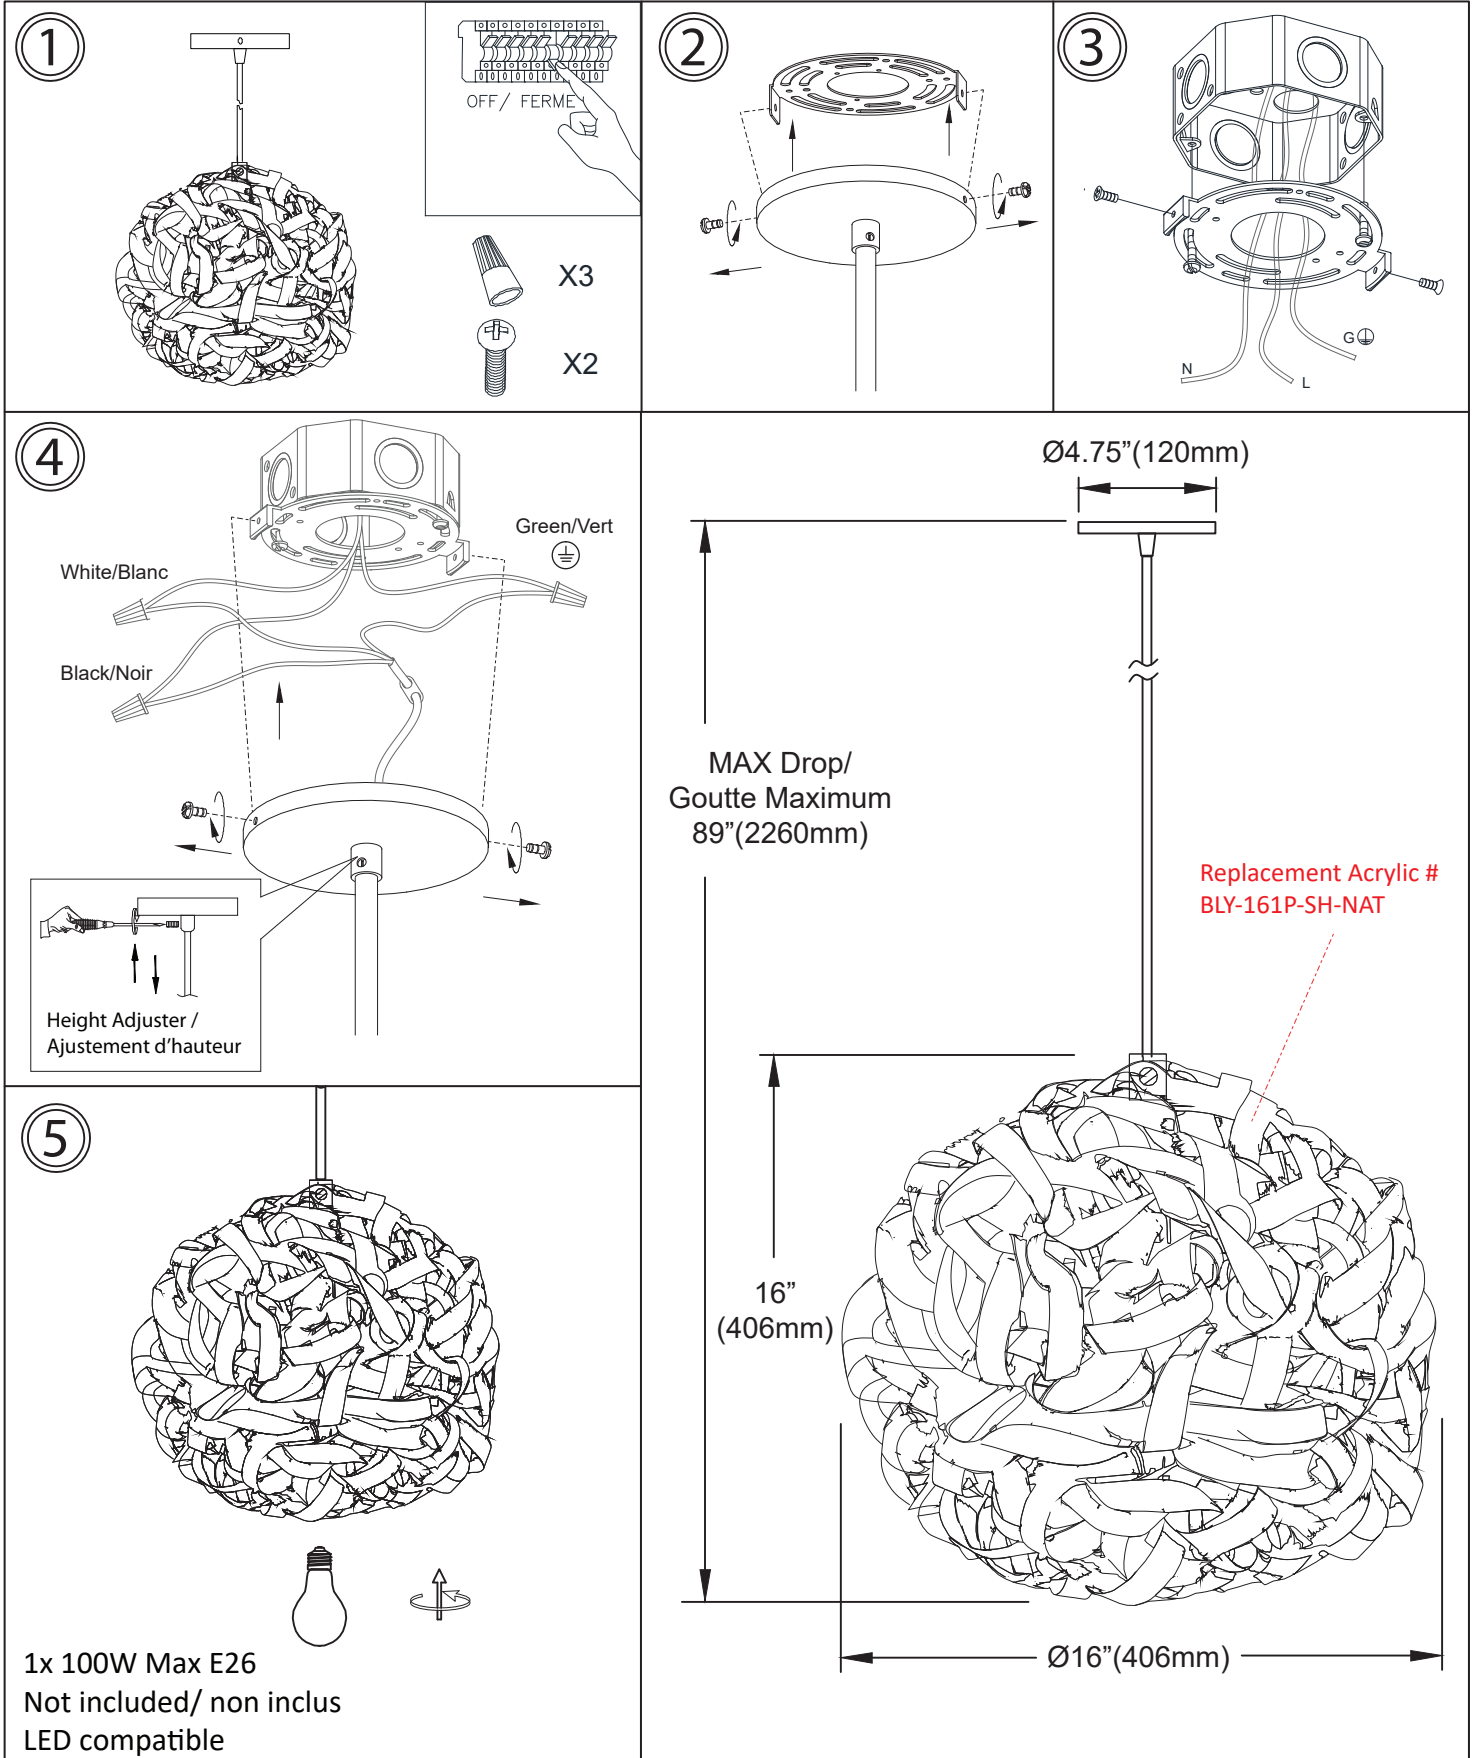 1
OFF/ FERME
X3
X2
2
3
N
L
G
4
Green/Vert
White/Blanc
Black/Noir
Height Adjuster /
Ajustement d’hauteur
5
1x 100W Max E26
Not included/ non inclus
LED compatible
Ø4.75”(120mm)
MAX Drop/
Goutte Maximum
89”(2260mm)
Replacement Acrylic #
BLY-161P-SH-NAT
16”
(406mm)
Ø16”(406mm)